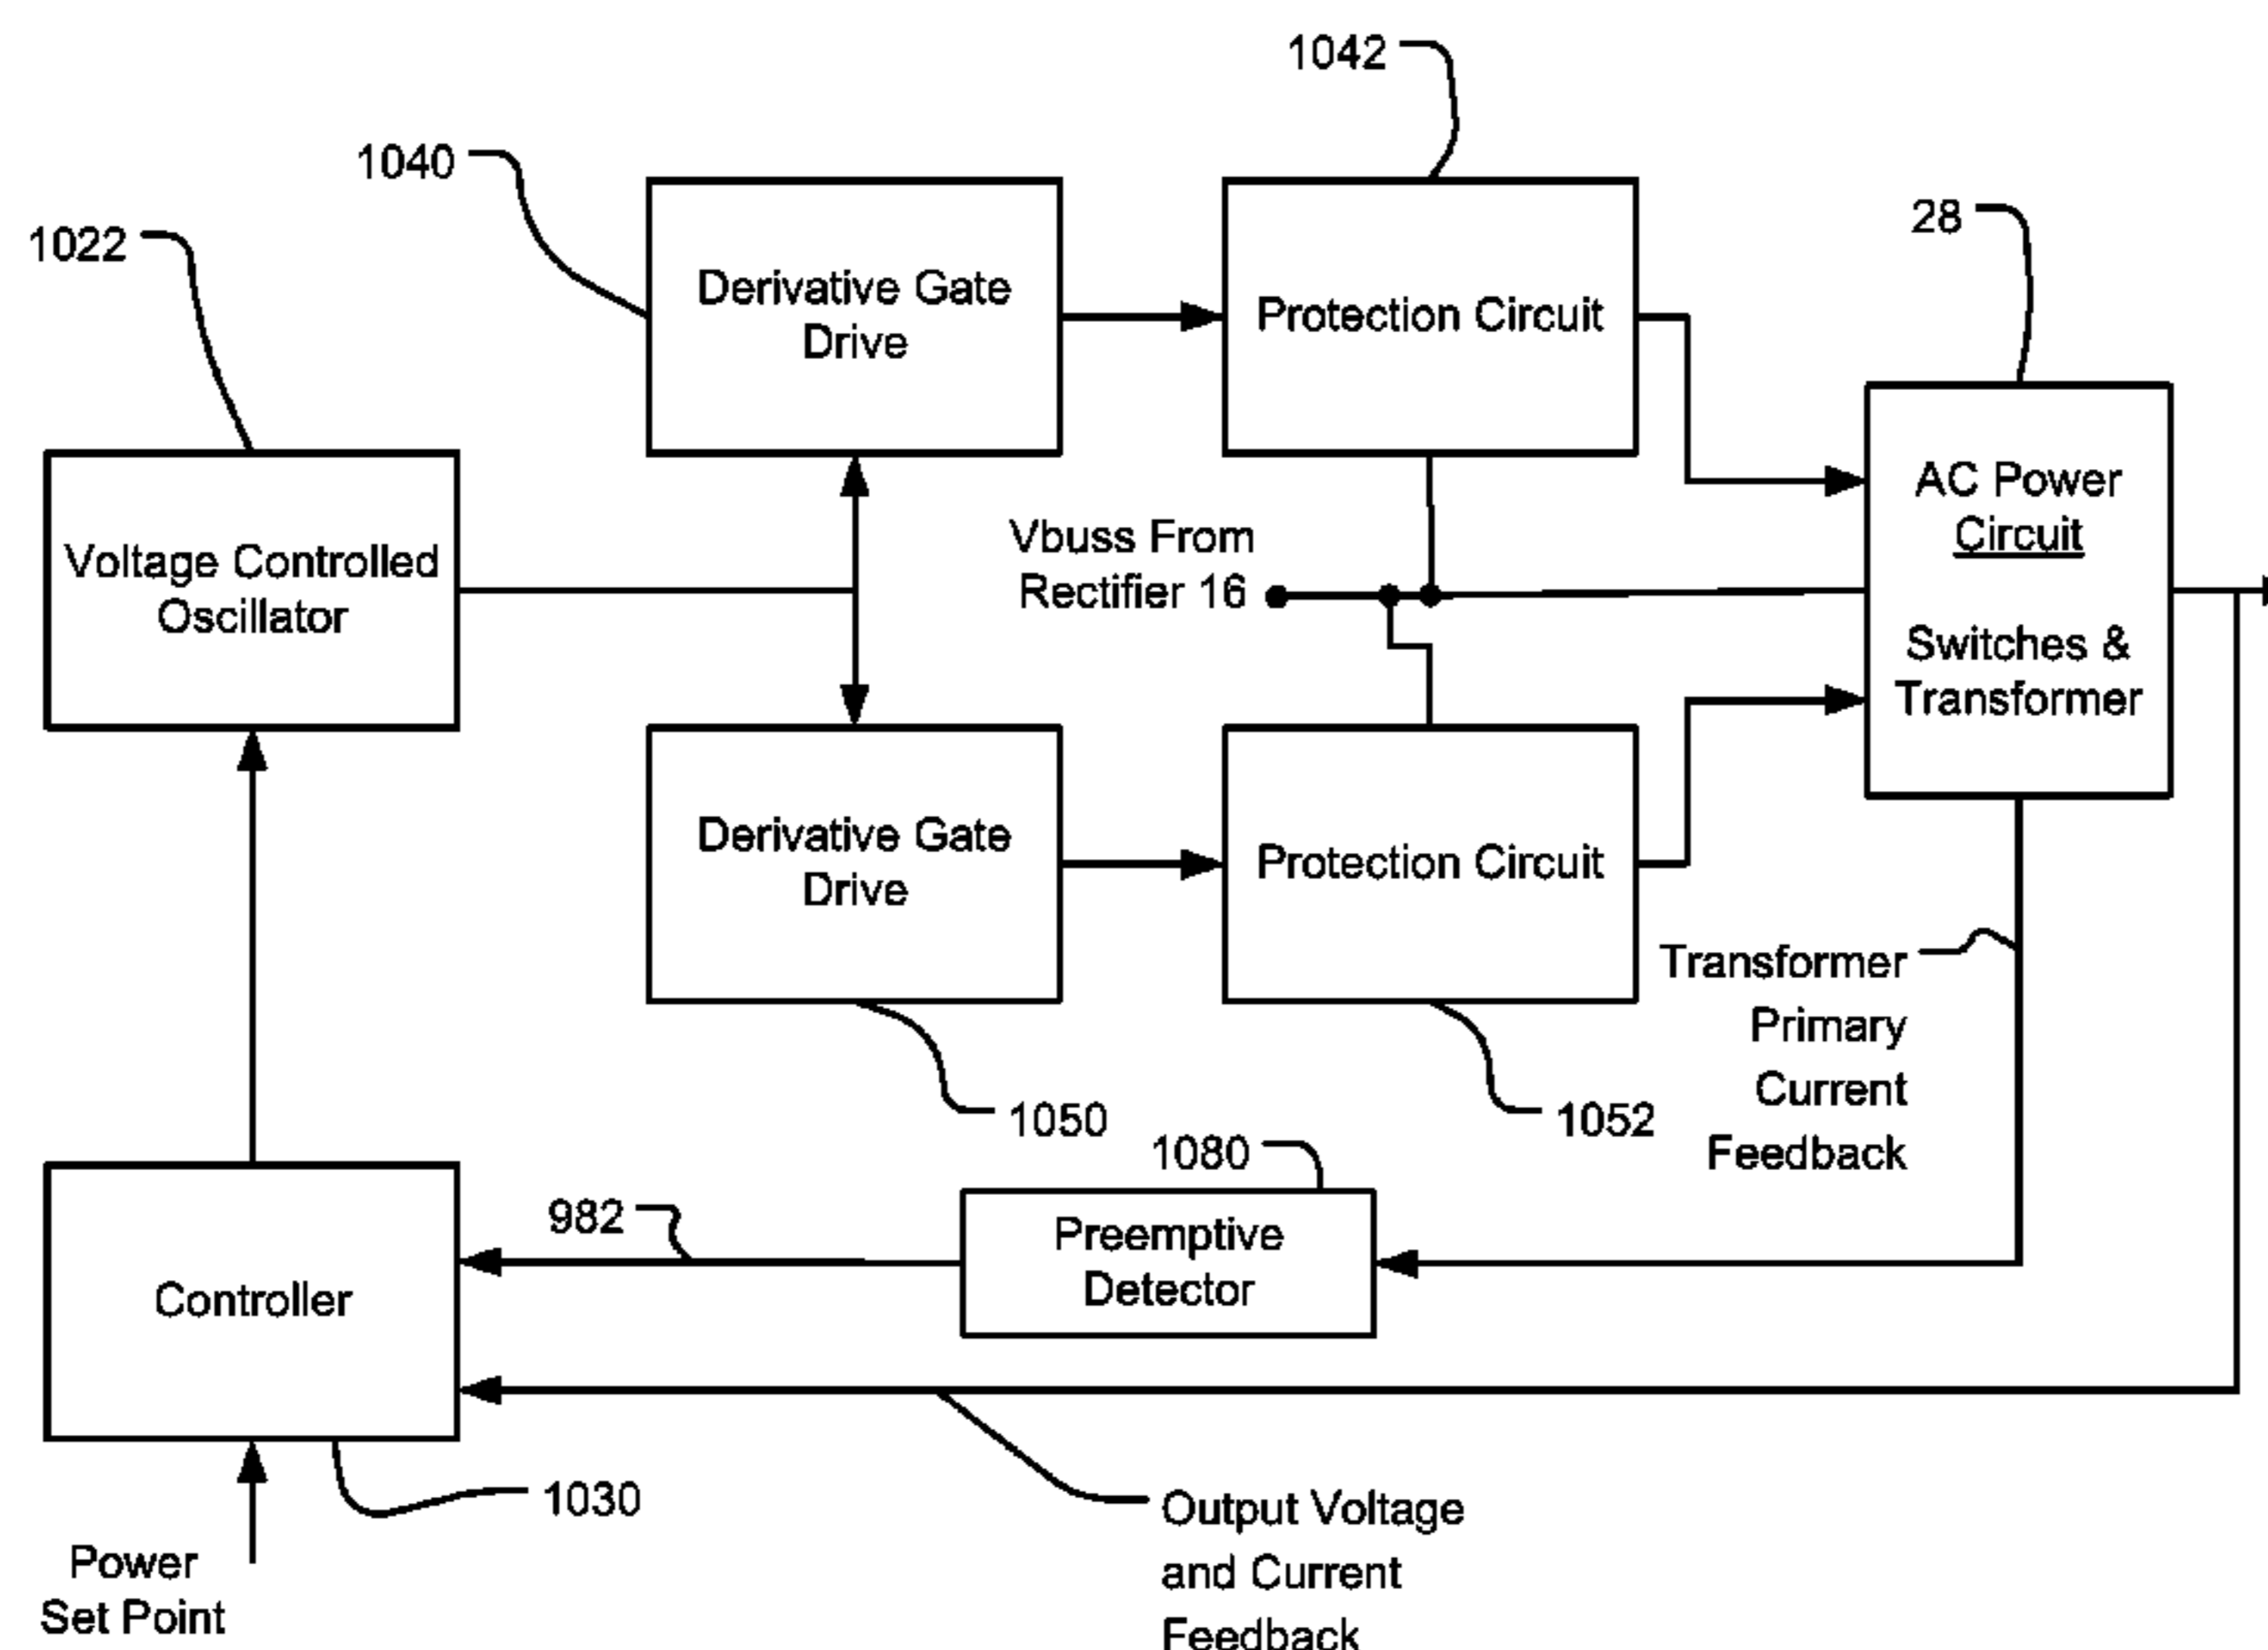 1042
1040
28
1022
Derivative Gate
Drive
Protection Circuit
AC Power
Circuit
Switches &
Transformer
Voltage Controlled
Oscillator
Vbuss From
Rectifier 16
Derivative Gate
Drive
Protection Circuit
Transformer
Primary
Current
Feedback
1050
1052
1080
982
Preemptive
Detector
Controller
1030
Power
Set Point
Output Voltage
and Current
Feedback